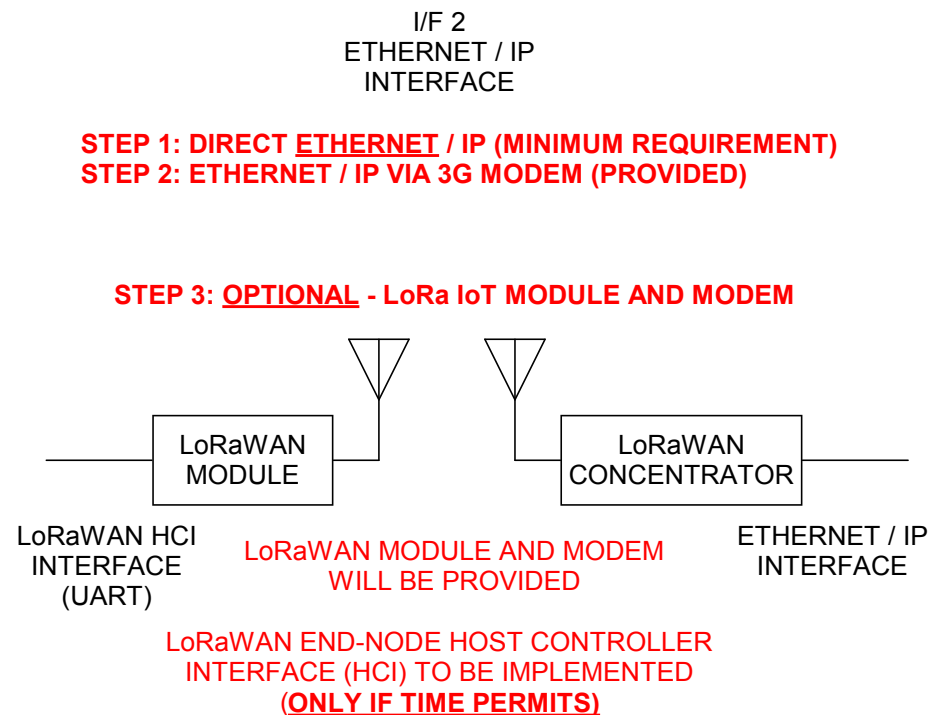 I/F 2
ETHERNET / IP
INTERFACE
STEP 1: DIRECT ETHERNET / IP (MINIMUM REQUIREMENT)
STEP 2: ETHERNET / IP VIA 3G MODEM (PROVIDED)
STEP 3: OPTIONAL - LoRa IoT MODULE AND MODEM
LoRaWAN
MODULE
LoRaWAN
CONCENTRATOR
LoRaWAN HCI
INTERFACE
(UART)
LoRaWAN MODULE AND MODEM
WILL BE PROVIDED
ETHERNET / IP
INTERFACE
LoRaWAN END-NODE HOST CONTROLLER
INTERFACE (HCI) TO BE IMPLEMENTED
(ONLY IF TIME PERMITS)